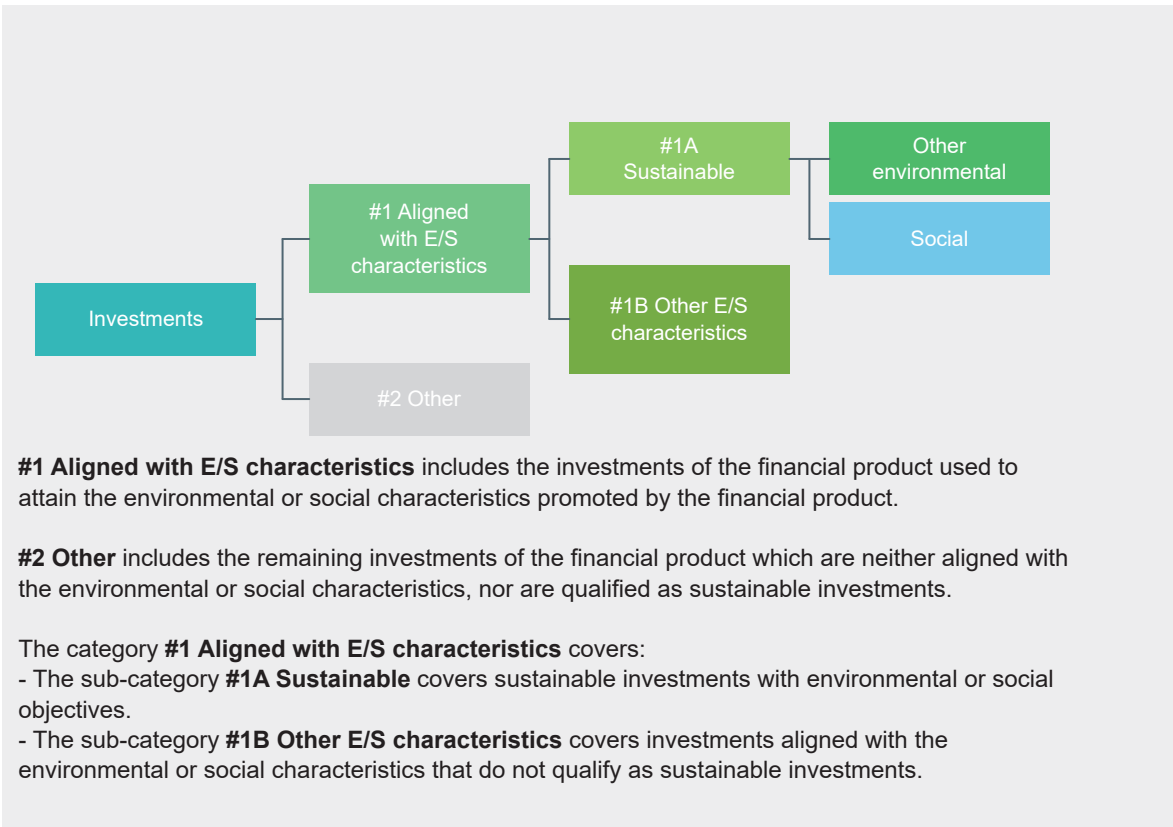 #1A
Sustainable
Other
environmental
#1 Aligned
with E/S
characteristics
Social
Investments
#1B Other E/S
characteristics
#2 Other
#1 Aligned with E/S characteristics includes the investments of the financial product used to
attain the environmental or social characteristics promoted by the financial product.
#2 Other includes the remaining investments of the financial product which are neither aligned with
the environmental or social characteristics, nor are qualified as sustainable investments.
The category #1 Aligned with E/S characteristics covers:
- The sub-category #1A Sustainable covers sustainable investments with environmental or social
objectives.
- The sub-category #1B Other E/S characteristics covers investments aligned with the
environmental or social characteristics that do not qualify as sustainable investments.